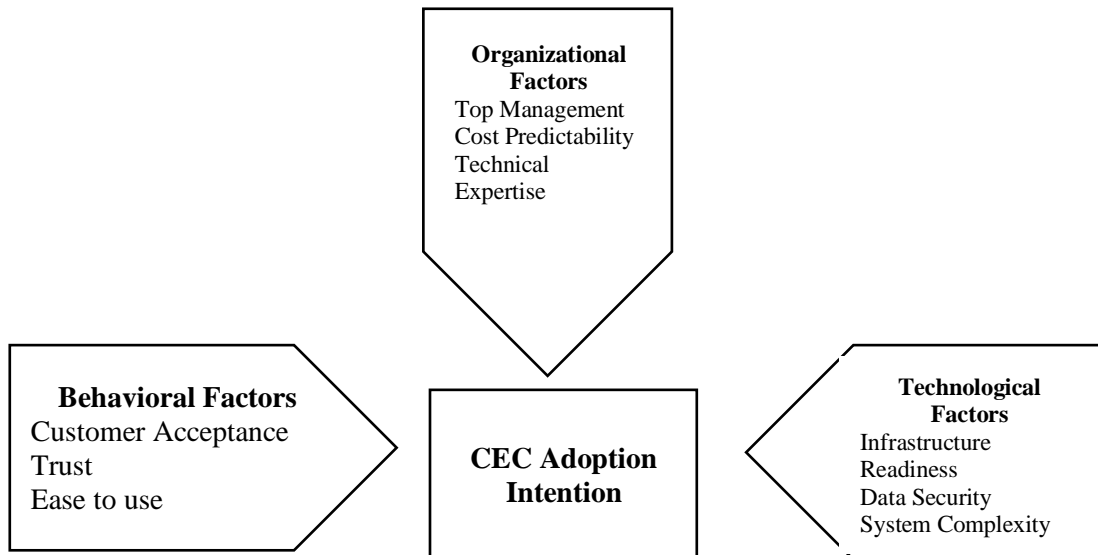 Organizational
Factors
Top Management
Cost Predictability
Technical
Expertise
Behavioral Factors
Customer Acceptance
Trust
Ease to use
CEC Adoption
Intention
Technological
Factors
Infrastructure
Readiness
Data Security
System Complexity